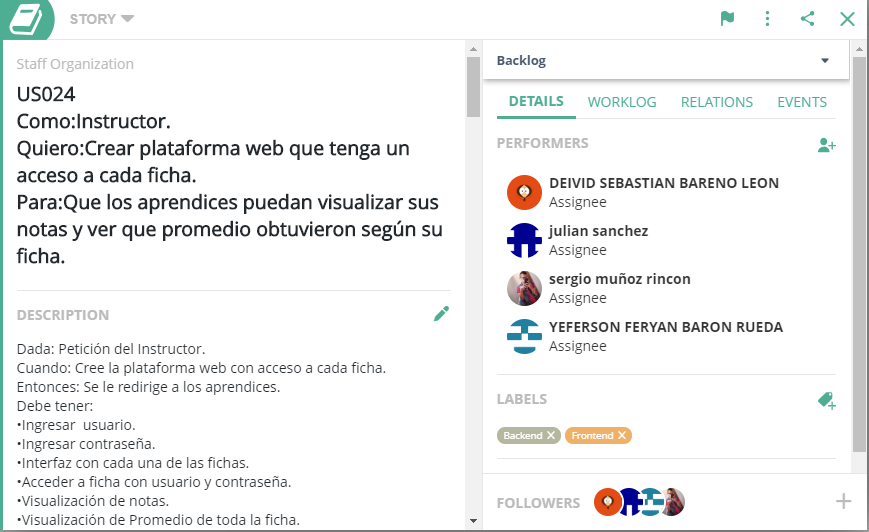 STORY
Staff Organization
US024
Como:Instructor.
Quiero:Crear plataforma web que tenga un
acceso a cada ficha.
Para:Que los aprendices puedan visualizar sus
notas y ver que promedio obtuvieron según su
ficha.
DESCRIPTION
Dada: Petición del Instructor.
Cuando: Cree la plataforma web con acceso a cada ficha.
Entonces: Se le redirige a los aprendices.
Debe tener:
•Ingresar  usuario.
•Ingresar contraseña.
•Interfaz con cada una de las fichas.
•Acceder a ficha con usuario y contraseña.
•Visualización de notas.
•Visualización de Promedio de toda la ficha.
Backlog
DETAILS WORKLOG RELATIONS EVENTS
PERFORMERS
DEIVID SEBASTIAN BARENO LEON
Assignee
julian sanchez
Assignee
sergio muñoz rincon
Assignee
YEFERSON FERYAN BARON RUEDA
Assignee
LABELS
Backend X Frontend X
FOLLOWERS